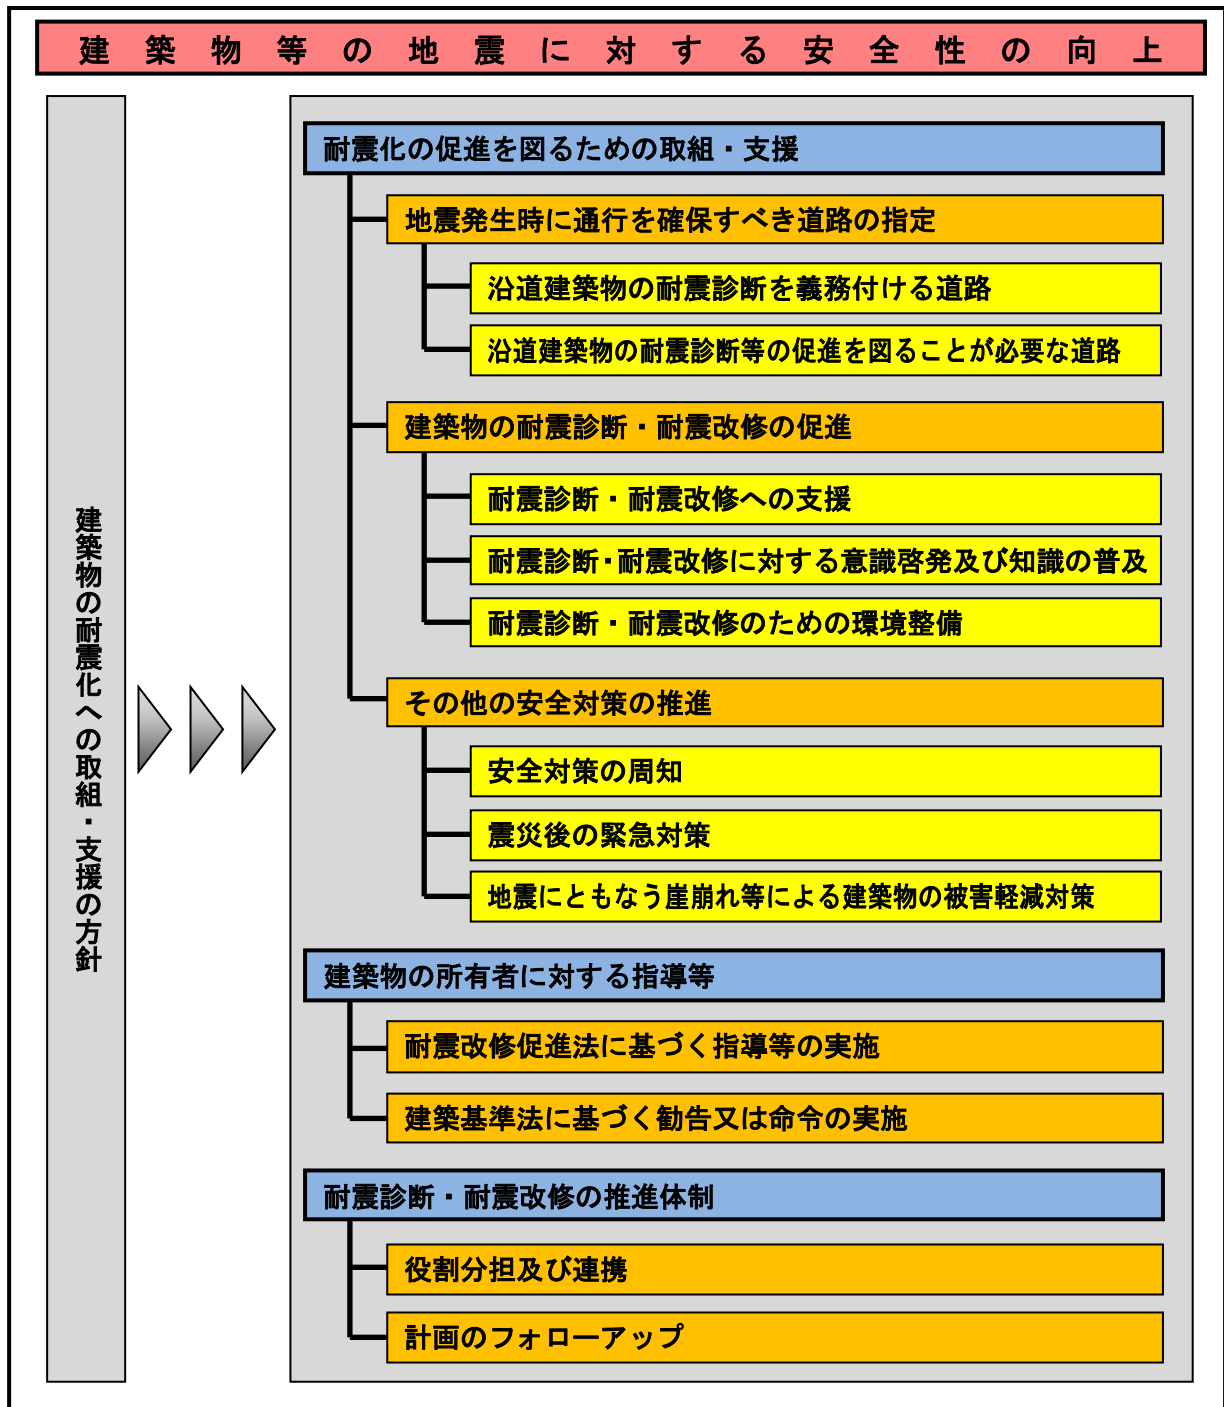 建築物等の地震に対する安全性の向上
建築物の耐震化への取組・支援の方針
耐震化の促進を図るための取組・支援
地震発生時に通行を確保すべき道路の指定
沿道建築物の耐震診断を義務付ける道路
沿道建築物の耐震診断等の促進を図ることが必要な道路
建築物の耐震診断・耐震改修の促進
耐震診断・耐震改修への支援
耐震診断・耐震改修に対する意識啓発及び知識の普及
耐震診断・耐震改修のための環境整備
その他の安全対策の推進
安全対策の周知
震災後の緊急対策
地震にともなう崖崩れ等による建築物の被害軽減対策
建築物の所有者に対する指導等
耐震改修促進法に基づく指導等の実施
建築基準法に基づく勧告又は命令の実施
耐震診断・耐震改修の推進体制
役割分担及び連携
計画のフォローアップ